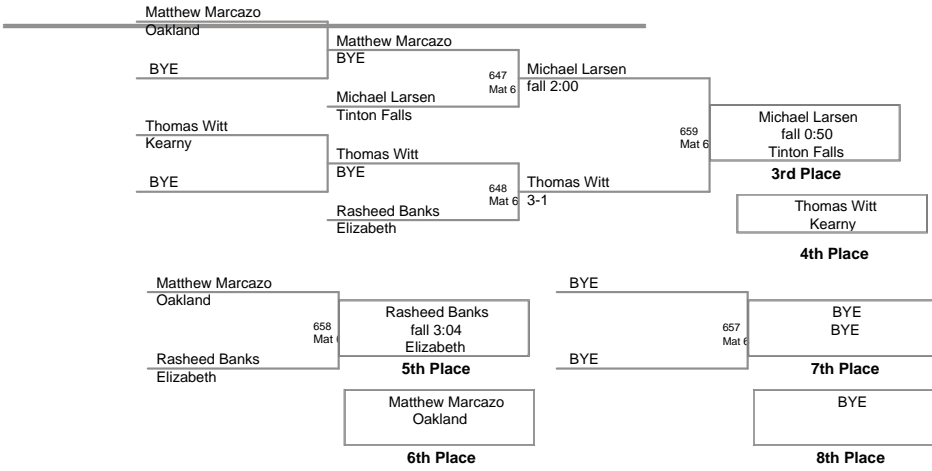 Matthew Marcazo
Oakland
BYE
Matthew Marcazo
BYE
647
Mat 6
Michael Larsen
Tinton Falls
Michael Larsen
fall 2:00
Thomas Witt
Kearny
BYE
Thomas Witt
BYE
648
Mat 6
Rasheed Banks
Elizabeth
Thomas Witt
3-1
659
Mat 6
Michael Larsen
fall 0:50
Tinton Falls
3rd Place
Thomas Witt
Kearny
4th Place
Matthew Marcazo
Oakland
658
Mat
Rasheed Banks
Elizabeth
Rasheed Banks
fall 3:04
Elizabeth
5th Place
Matthew Marcazo
Oakland
6th Place
BYE
657
Mat 6
BYE
BYE
BYE
7th Place
BYE
8th Place